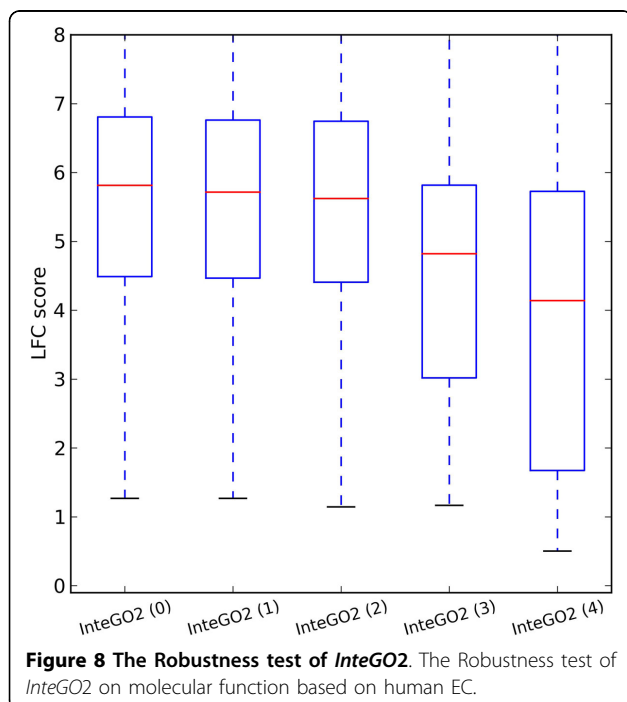 8
7
6
5
4
3
2
1
0
LFC score
InteGO2 (0) InteGO2 (1) InteGO2 (2) InteGO2 (3) InteGO2 (4)
Figure 8 The Robustness test of InteGO2. The Robustness test of
InteGO2 on molecular function based on human EC.